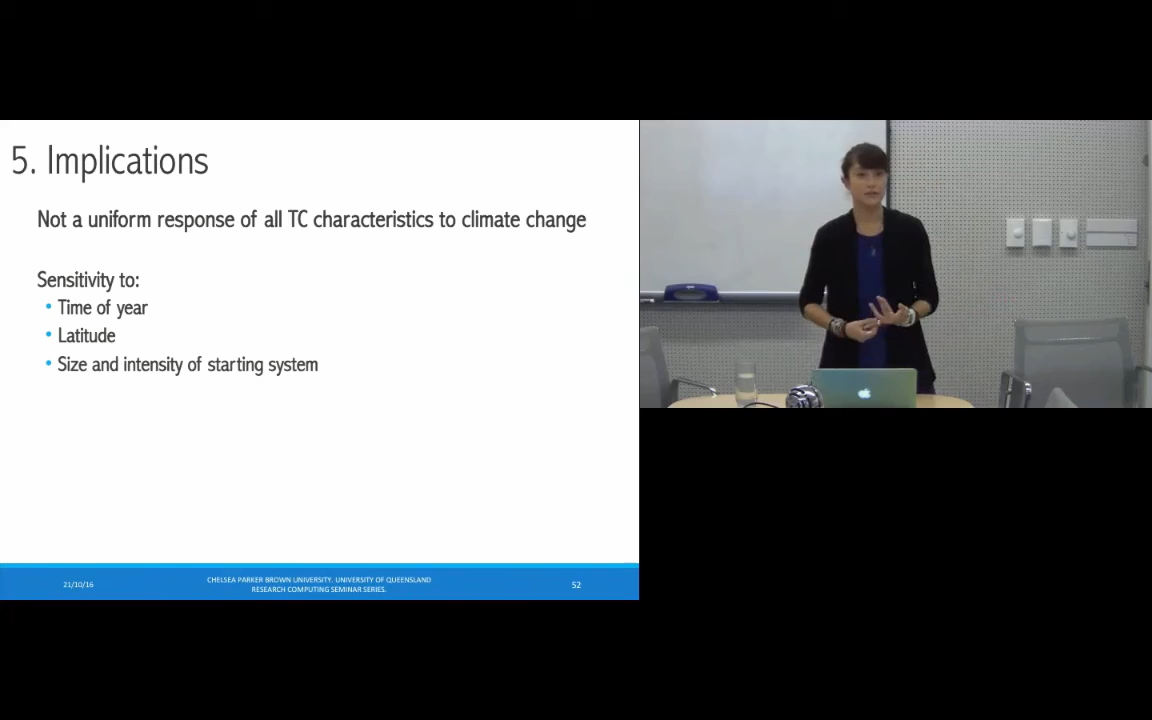 5. Implications
Not a uniform response of all TC characteristics to climate change
Sensitivity to:
• Time of year
• Latitude
• Size and intensity of starting system
21/10/16
CHELSEA PARKER BROWN UNIVERSITY. UNIVERSITY OF QUEENSLAND
RESEARCH COMPUTING SEMINAR SERIES.
52